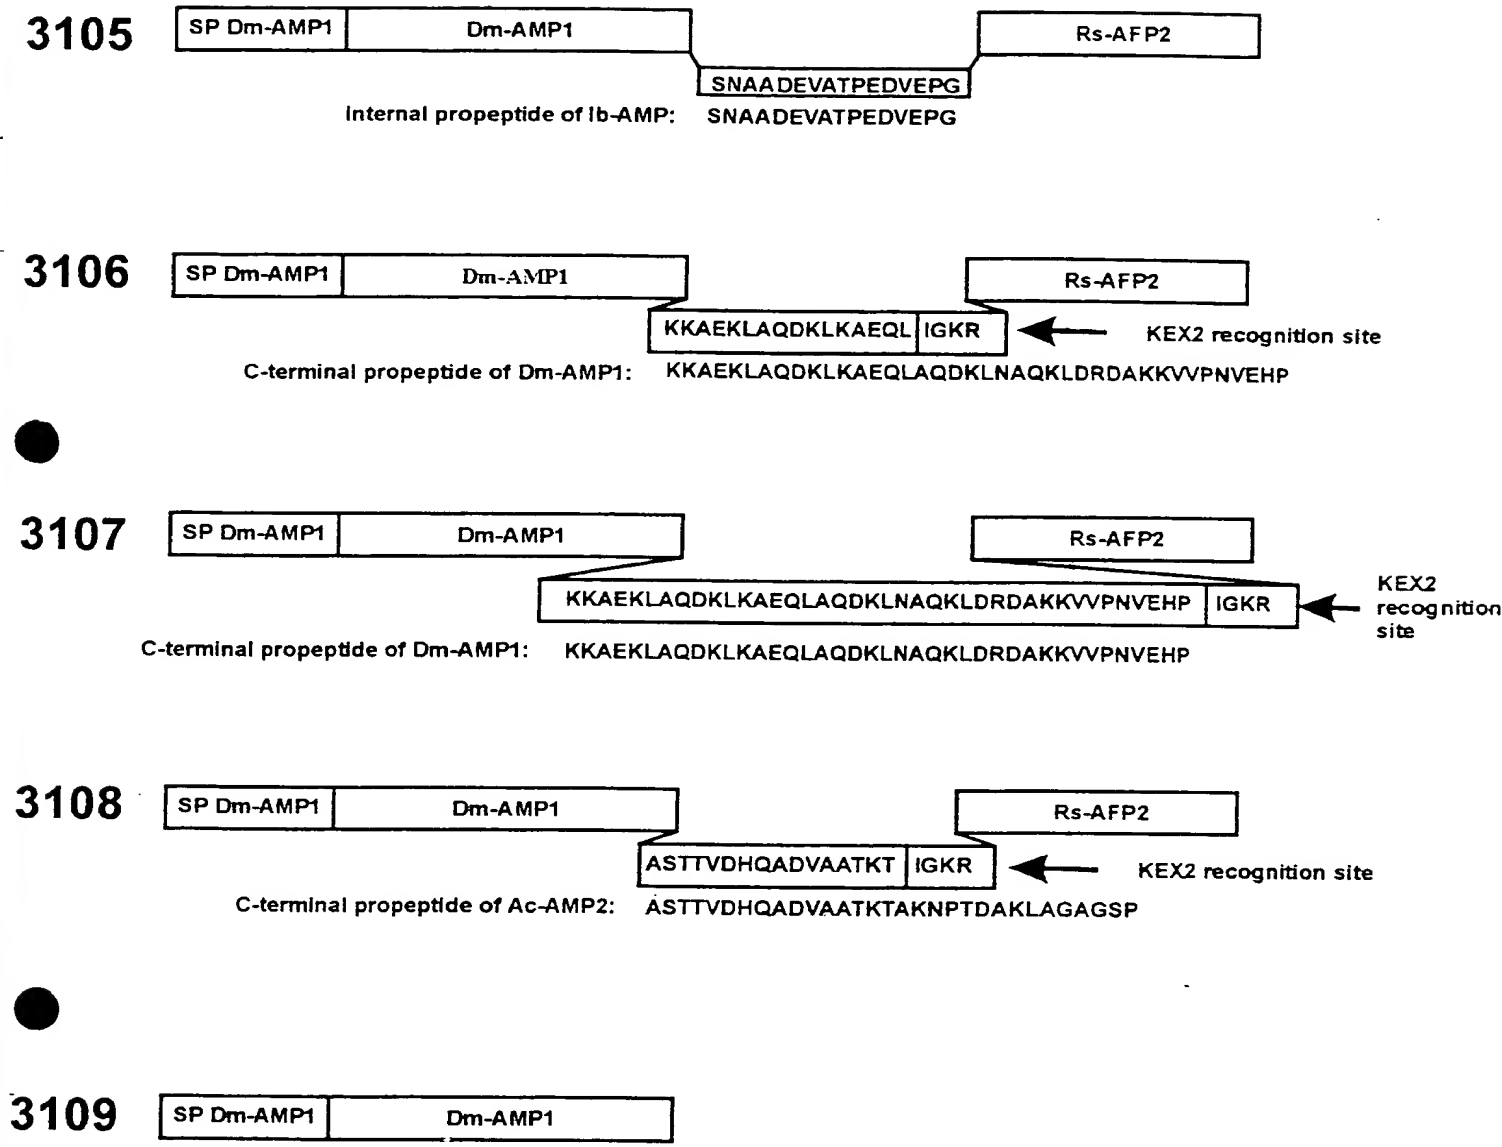 3105 SP Dm-AMP1 Dm-AMP1 Rs-AFP2
SNAADEVATPEDVEPG
Internal propeptide of Ib-AMP: SNAADEVATPEDVEPG
3106 SP Dm-AMP1 Dm-AMP1 Rs-AFP2
KKAEKLAQDKLKAEQL IGKR KEX2 recognition site
C-terminal propeptide of Dm-AMP1: KKAEKLAQDKLKAEQLAQDKLNAQKLDRDAKKVVPNVEHP
3107 SP Dm-AMP1 Dm-AMP1 Rs-AFP2
KKAEKLAQDKLKAEQLAQDKLNAQKLDRDAKKVVPNVEHP IGKR KEX2
recognition
site
C-terminal propeptide of Dm-AMP1: KKAEKLAQDKLKAEQLAQDKLNAQKLDRDAKKVVPNVEHP
3108 SP Dm-AMP1 Dm-AMP1 Rs-AFP2
ASTTVDHQADVAATKT IGKR KEX2 recognition site
C-terminal propeptide of Ac-AMP2: ASTTVDHQADVAATKTAKNPTDAKLAGAGSP
3109 SP Dm-AMP1 Dm-AMP1